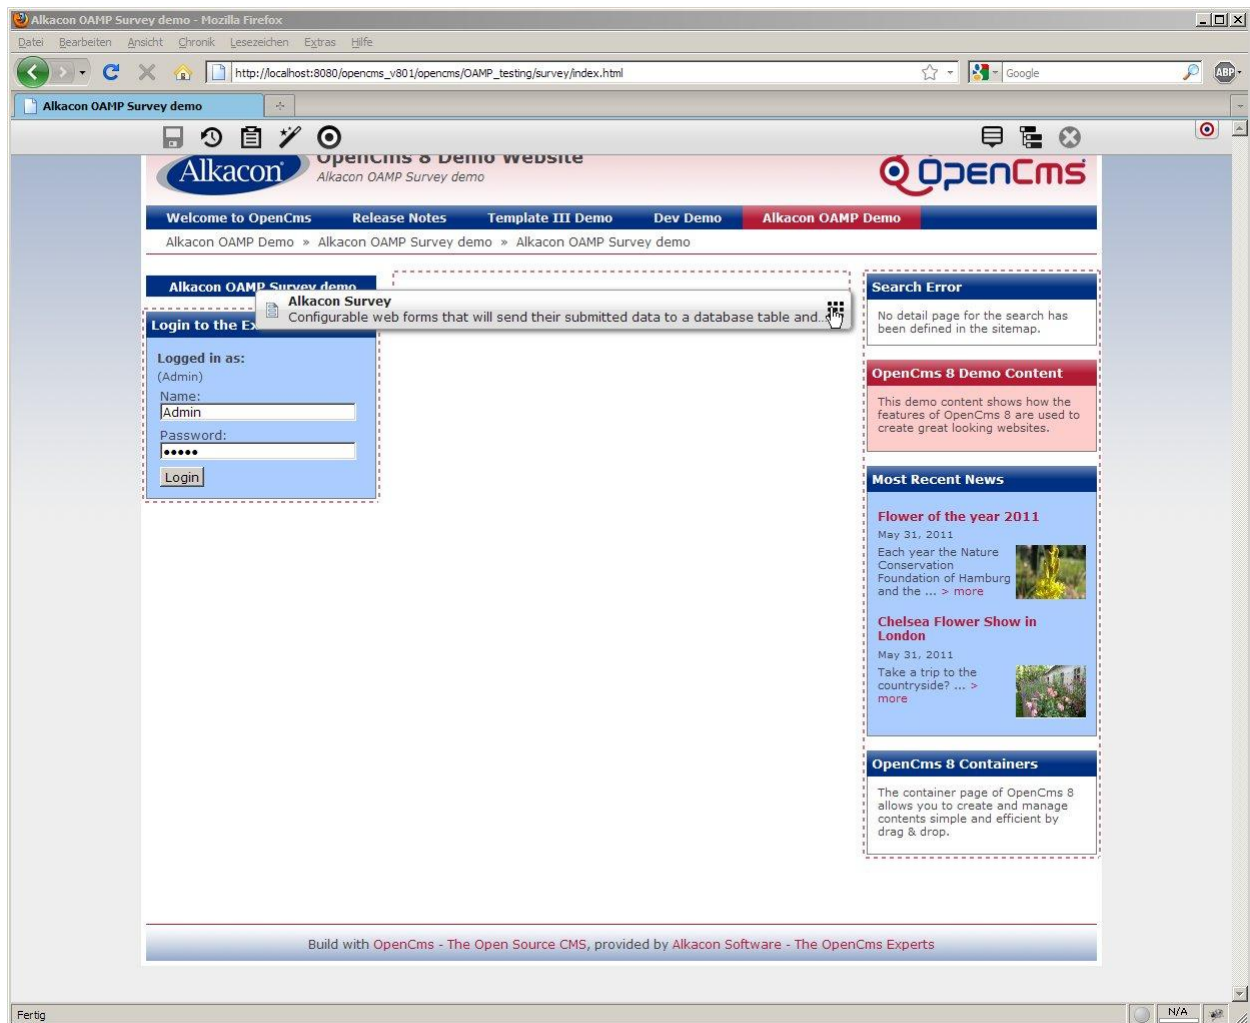 Alkacon OAMP Survey demo - Mozilla Firefox
Datei Bearbeiten Ansicht Chronik Lesezeichen Extras Hilfe
http://localhost:8080/opencms_v801/opencms/OAMP_testing/survey/index.html
Google
ABP
Alkacon OAMP Survey demo
Alkacon
OpenCms 8 Demo Website
Alkacon OAMP Survey demo
OpenCms
Welcome to OpenCms Release Notes Template III Demo Dev Demo Alkacon OAMP Demo
Alkacon OAMP Demo » Alkacon OAMP Survey demo » Alkacon OAMP Survey demo
Alkacon OAMP Survey demo
Alkacon Survey
Configurable web forms that will send their submitted data to a database table and...
Login to the Ex
Logged in as:
(Admin)
Name:
Admin
Password:
•••••
Login
Search Error
No detail page for the search has
been defined in the sitemap.
OpenCms 8 Demo Content
This demo content shows how the
features of OpenCms 8 are used to
create great looking websites.
Most Recent News
Flower of the year 2011
May 31, 2011
Each year the Nature
Conservation
Foundation of Hamburg
and the ... > more
Chelsea Flower Show in
London
May 31, 2011
Take a trip to the
countryside? ... >
more
OpenCms 8 Containers
The container page of OpenCms 8
allows you to create and manage
contents simple and efficient by
drag & drop.
Build with OpenCms - The Open Source CMS, provided by Alkacon Software - The OpenCms Experts
Fertig
N/A